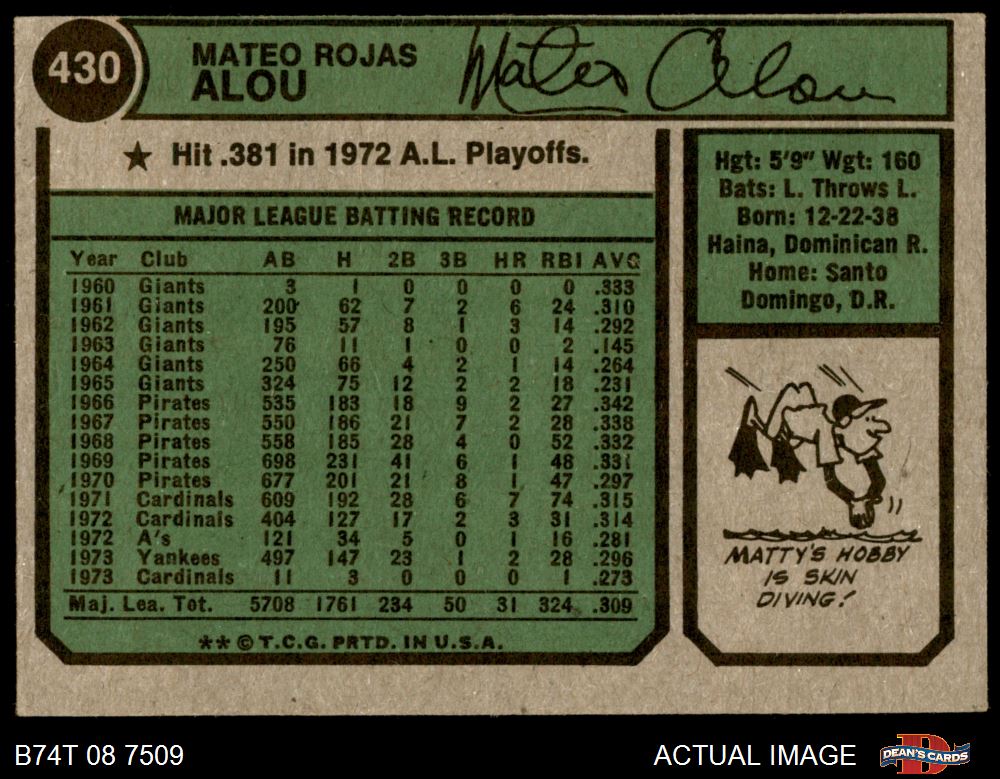 430
MATEO ROJAS
ALOU
Mateo Alou
★ Hit .381 in 1972 A.L. Playoffs.
MAJOR LEAGUE BATTING RECORD
Year Club AB H 2B 3B HR RBI AVG
1960 Giants 3 1 0 0 0 0 .333
1961 Giants 200 62 7 2 6 24 .310
1962 Giants 195 57 8 1 3 14 .292
1963 Giants 76 11 1 0 0 2 .145
1964 Giants 250 66 4 2 1 14 .264
1965 Giants 324 75 12 2 2 18 .231
1966 Pirates 535 183 18 9 2 27 .342
1967 Pirates 550 186 21 7 2 28 .338
1968 Pirates 558 185 28 4 0 52 .332
1969 Pirates 698 231 41 6 1 48 .331
1970 Pirates 677 201 21 8 1 47 .297
1971 Cardinals 609 192 28 6 7 74 .315
1972 Cardinals 404 127 17 2 3 31 .314
1972 A's 121 34 5 0 1 16 .281
1973 Yankees 497 147 23 1 2 28 .296
1973 Cardinals 11 3 0 0 0 1 .273
Maj. Lea. Tot. 5708 1761 234 50 31 324 .309
** © T.C.G. PRTD. IN U.S.A.
Hgt: 5'9" Wgt: 160
Bats: L. Throws L.
Born: 12-22-38
Haina, Dominican R.
Home: Santo
Domingo, D.R.
MATTY'S HOBBY
IS SKIN
DIVING!
B74T 08 7509
ACTUAL IMAGE
DEAN'S CARDS